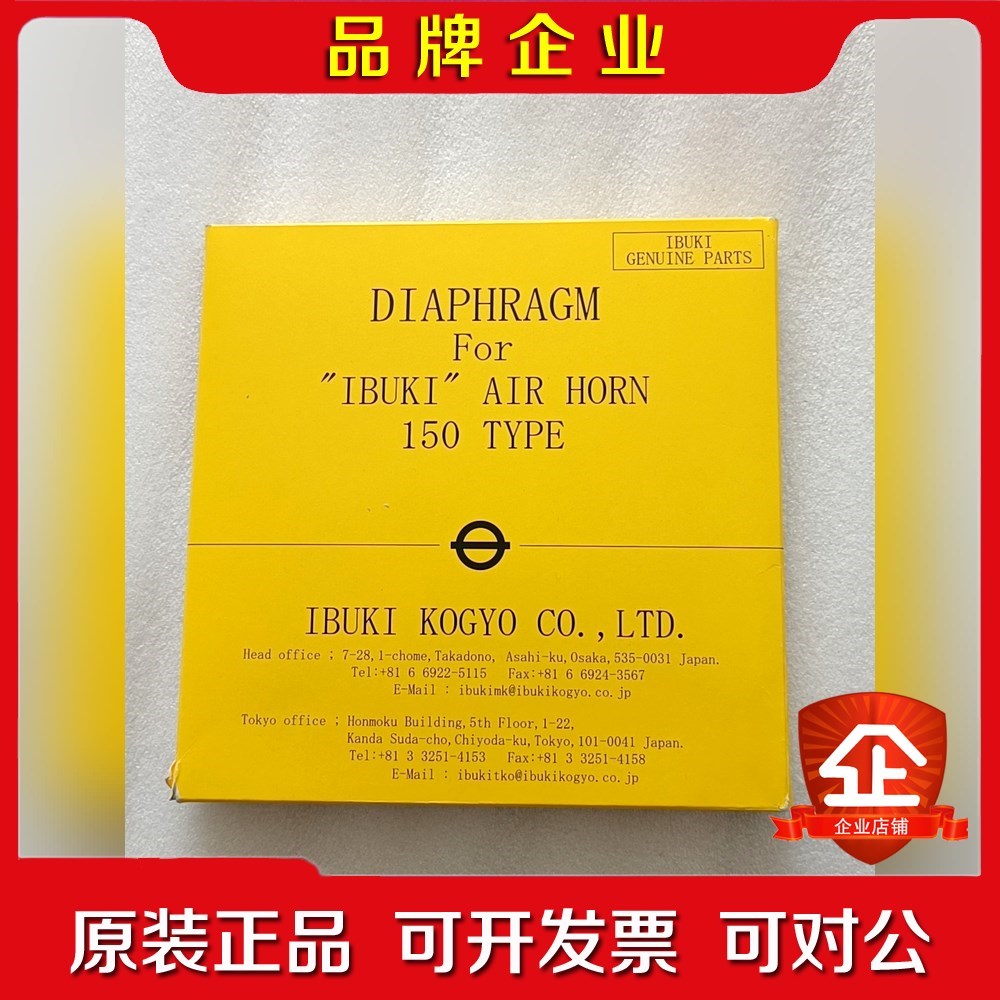 品牌企业
IBUKI
GENUINE PARTS
DIAPHRAGM
For
"IBUKI" AIR HORN
150 TYPE
IBUKI KOGYO CO.,LTD.
Head office ; 7-28,1-chome,Takadono, Asahi-ku,Osaka,535-0031 Japan.
Tel:+81 6 6922-5115 Fax:+81 6 6924-3567
E-Mail : ibukimk@ibukikogyo.co.jp
Tokyo office ; Honmoku Building,5th Floor,1-22,
Kanda Suda-cho,Chiyoda-ku,Tokyo,101-0041 Japan.
Tel:+81 3 3251-4153 Fax:+81 3 3251-4158
E-Mail : ibukitko@ibukikogyo.co.jp
企
企业店铺
原装正品 可开发票 可对公